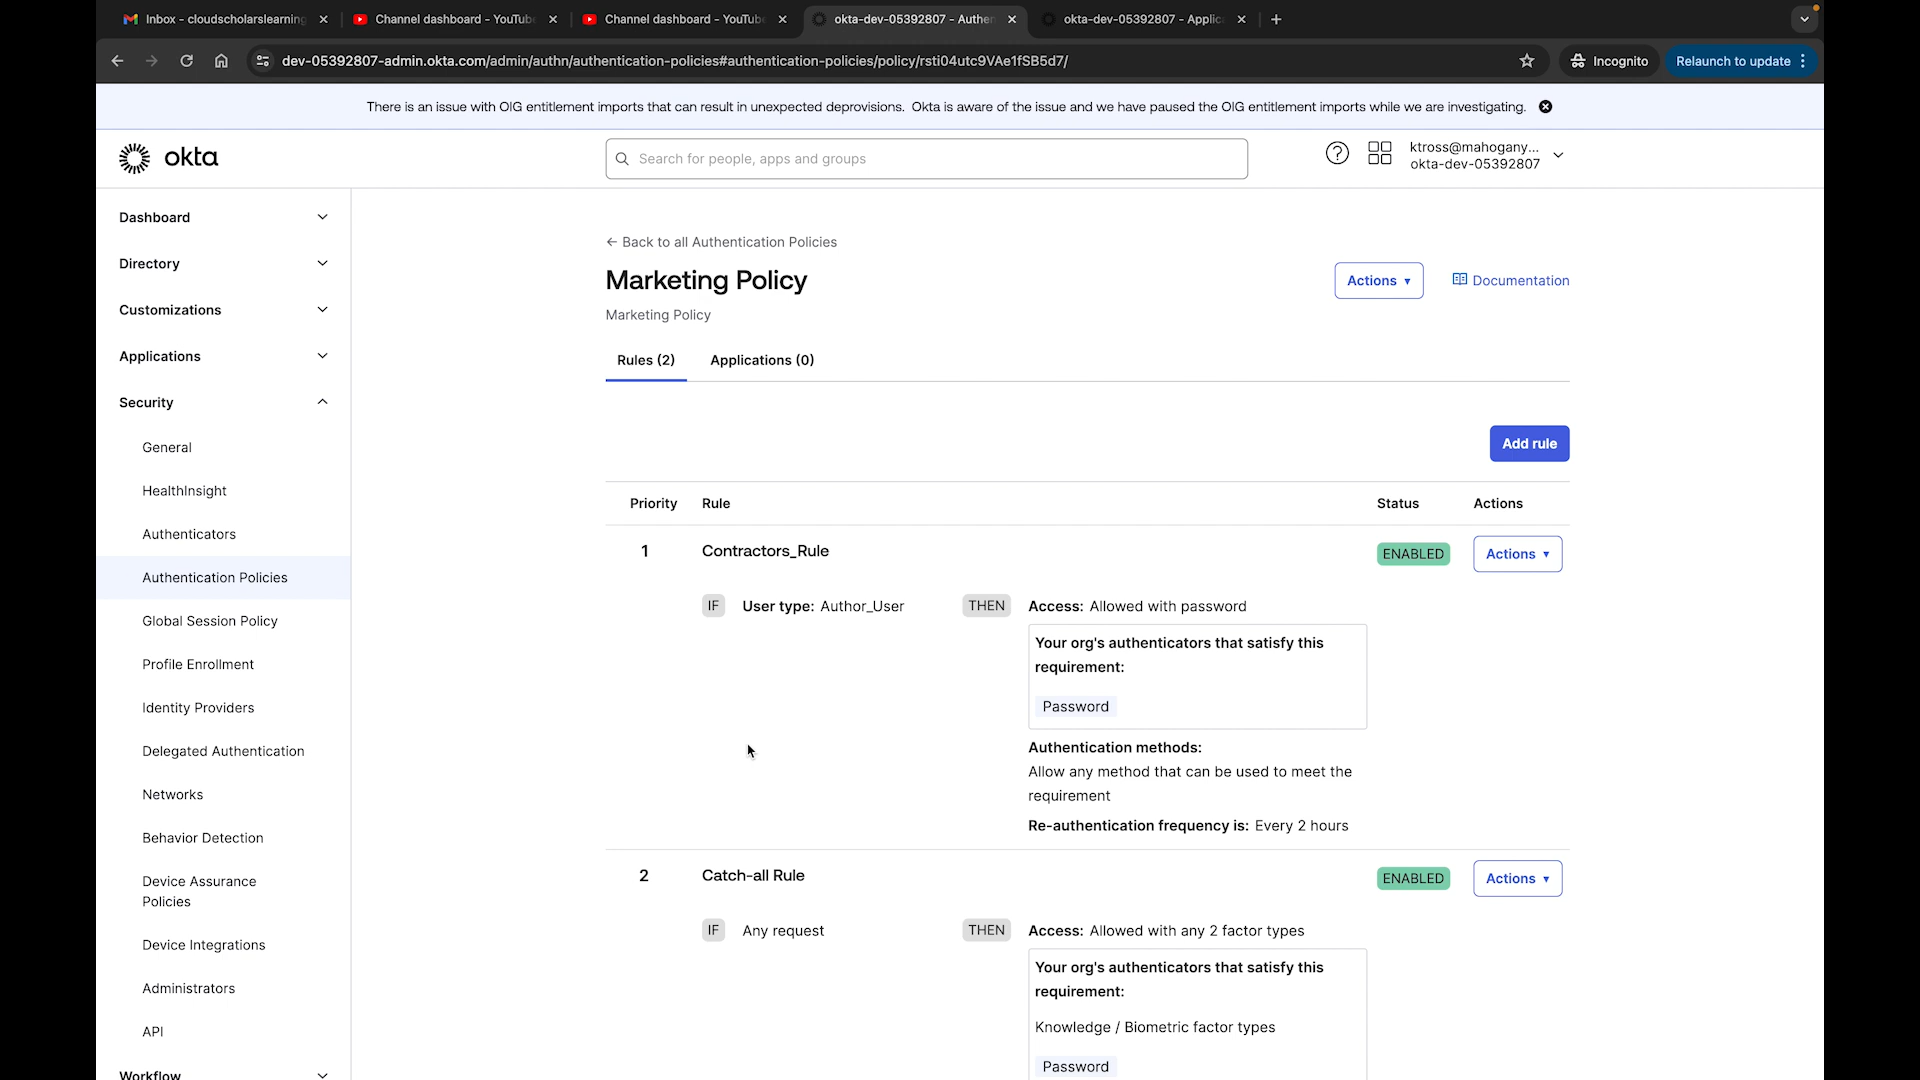 Inbox - cloudscholarslearning
Channel dashboard - YouTube
Channel dashboard - YouTube
okta-dev-05392807 - Authen
okta-dev-05392807 - Applic
dev-05392807-admin.okta.com/admin/authn/authentication-policies#authentication-policies/policy/rsti04utc9VAe1fSB5d7/
Incognito
Relaunch to update
There is an issue with OIG entitlement imports that can result in unexpected deprovisions. Okta is aware of the issue and we have paused the OIG entitlement imports while we are investigating.
okta
Search for people, apps and groups
ktross@mahogany...
okta-dev-05392807
Dashboard
Directory
Customizations
Applications
Security
General
HealthInsight
Authenticators
Authentication Policies
Global Session Policy
Profile Enrollment
Identity Providers
Delegated Authentication
Networks
Behavior Detection
Device Assurance
Policies
Device Integrations
Administrators
API
Workflow
← Back to all Authentication Policies
Marketing Policy
Actions
Documentation
Marketing Policy
Rules (2)
Applications (0)
Add rule
Priority Rule Status Actions
1 Contractors_Rule ENABLED Actions
IF User type: Author_User THEN Access: Allowed with password
Your org's authenticators that satisfy this
requirement:
Password
Authentication methods:
Allow any method that can be used to meet the
requirement
Re-authentication frequency is: Every 2 hours
2 Catch-all Rule ENABLED Actions
IF Any request THEN Access: Allowed with any 2 factor types
Your org's authenticators that satisfy this
requirement:
Knowledge / Biometric factor types
Password